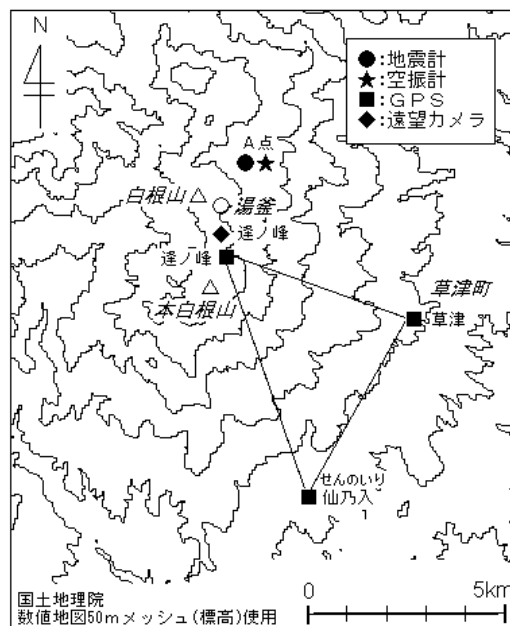 N
●:地震計
★:空振計
■:GPS
◆:遠望カメラ
A点
白根山
湯釜
逢ノ峰
逢ノ峰
本白根山
草津町
草津
せんのいり
仙乃入
1
0 5km
国土地理院
数値地図50mメッシュ(標高)使用